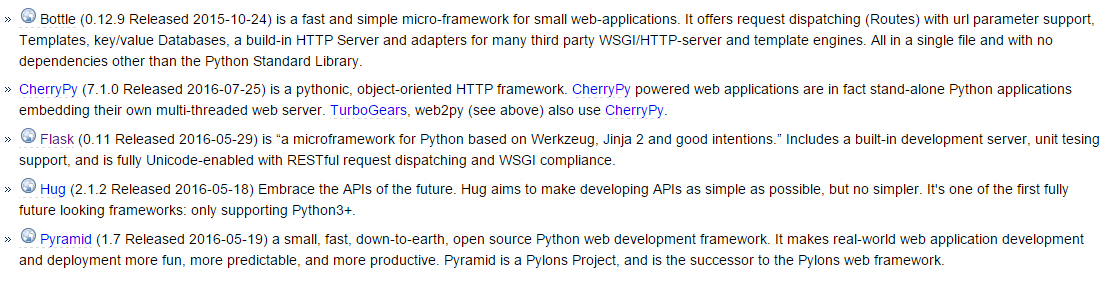 » Bottle (0.12.9 Released 2015-10-24) is a fast and simple micro-framework for small web-applications. It offers request dispatching (Routes) with url parameter support,
Templates, key/value Databases, a build-in HTTP Server and adapters for many third party WSGI/HTTP-server and template engines. All in a single file and with no
dependencies other than the Python Standard Library.
» CherryPy (7.1.0 Released 2016-07-25) is a pythonic, object-oriented HTTP framework. CherryPy powered web applications are in fact stand-alone Python applications
embedding their own multi-threaded web server. TurboGears, web2py (see above) also use CherryPy.
» Flask (0.11 Released 2016-05-29) is “a microframework for Python based on Werkzeug, Jinja 2 and good intentions.” Includes a built-in development server, unit tesing
support, and is fully Unicode-enabled with RESTful request dispatching and WSGI compliance.
» Hug (2.1.2 Released 2016-05-18) Embrace the APIs of the future. Hug aims to make developing APIs as simple as possible, but no simpler. It's one of the first fully
future looking frameworks: only supporting Python3+.
» Pyramid (1.7 Released 2016-05-19) a small, fast, down-to-earth, open source Python web development framework. It makes real-world web application development
and deployment more fun, more predictable, and more productive. Pyramid is a Pylons Project, and is the successor to the Pylons web framework.